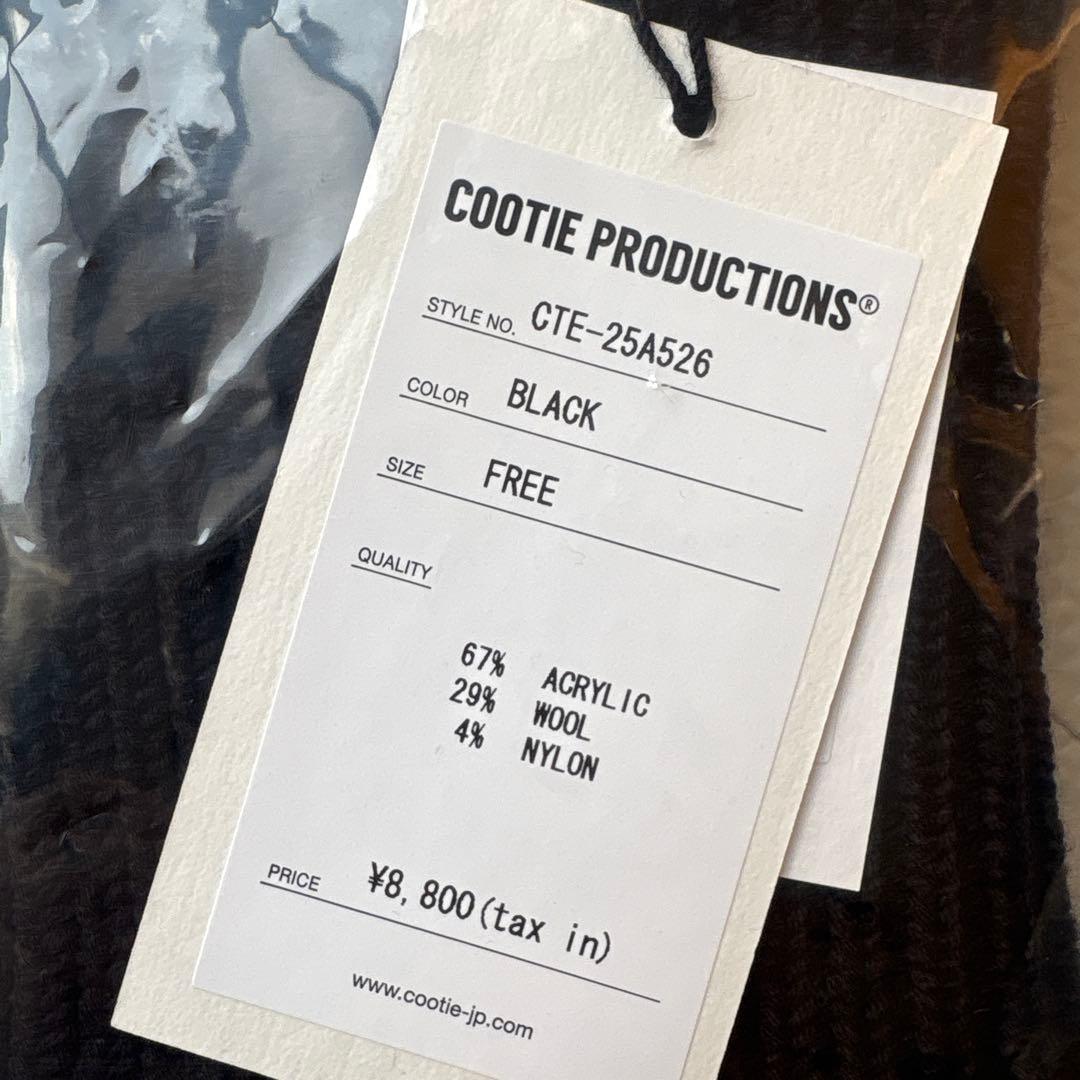 COOTIE PRODUCTIONS®
STYLE NO. CTE-25A526
COLOR BLACK
SIZE FREE
QUALITY
67% ACRYLIC
29% WOOL
4% NYLON
PRICE ¥8,800(tax in)
www.cootie-jp.com